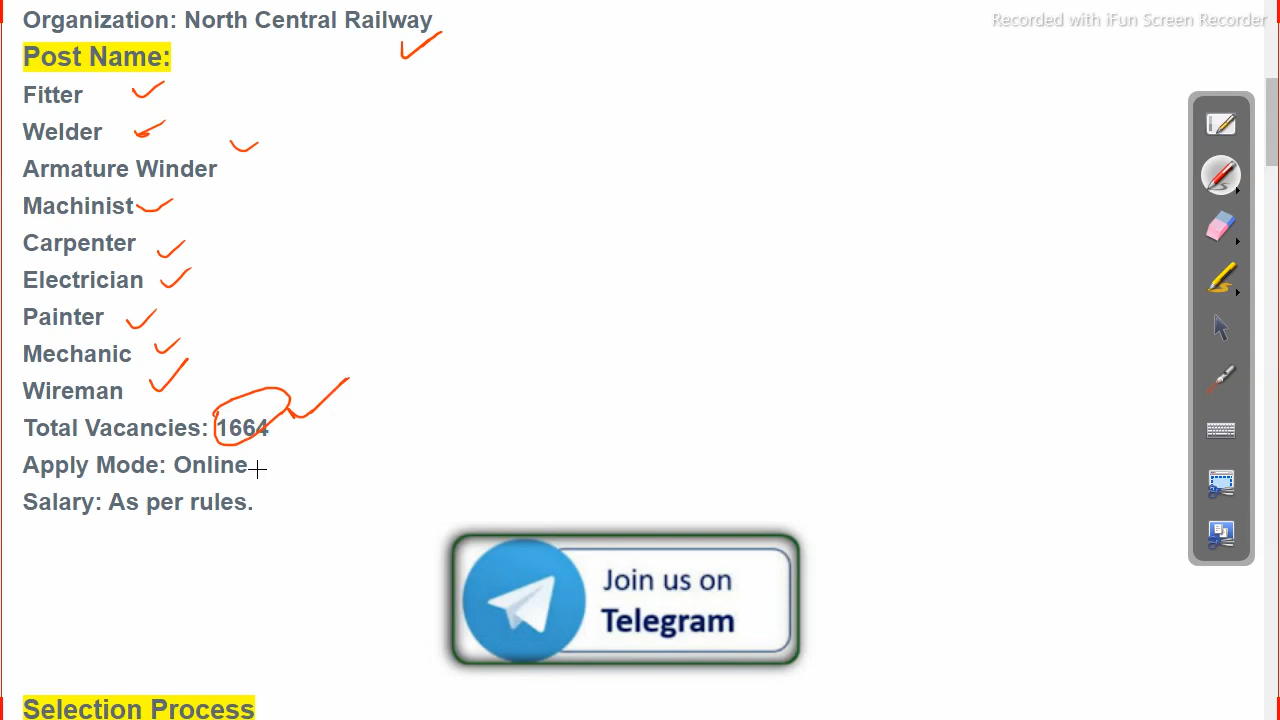 Organization: North Central Railway
Recorded with iFun Screen Recorder
Post Name:
Fitter
Welder
Armature Winder
Machinist
Carpenter
Electrician
Painter
Mechanic
Wireman
Total Vacancies: 1664
Apply Mode: Online
Salary: As per rules.
Join us on
Telegram
Selection Process